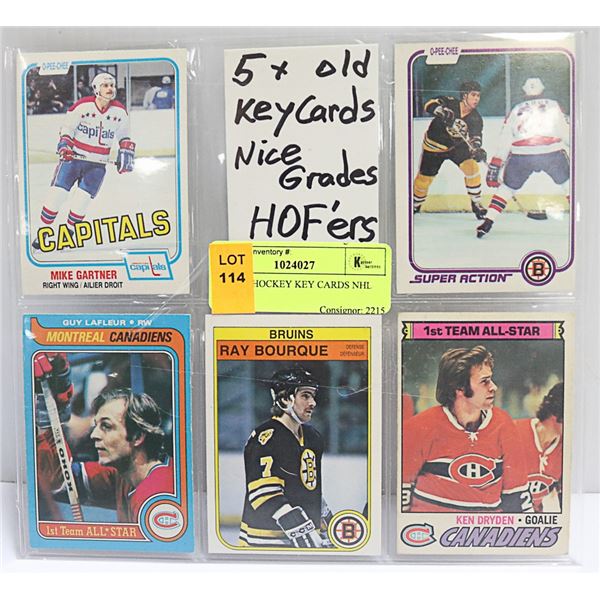 O-PEE-CHEE
capitals
CAPITALS
MIKE GARTNER
RIGHT WING / AILIER DROIT
capitals
5 x old
Key Cards
Nice
Grades
HOF'ers
O-PEE-CHEE
SUPER ACTION
B
LOT
114
Inventory #:
1024027
HOCKEY KEY CARDS NHL
Consignor: 2215
GUY LAFLEUR • RW
MONTREAL CANADIENS
KOHO
1st Team ALL★STAR
BRUINS
RAY BOURQUE
DEFENSE
DÉFENSEUR
7
B
1st TEAM ALL-STAR
KEN DRYDEN • GOALIE
CANADIENS